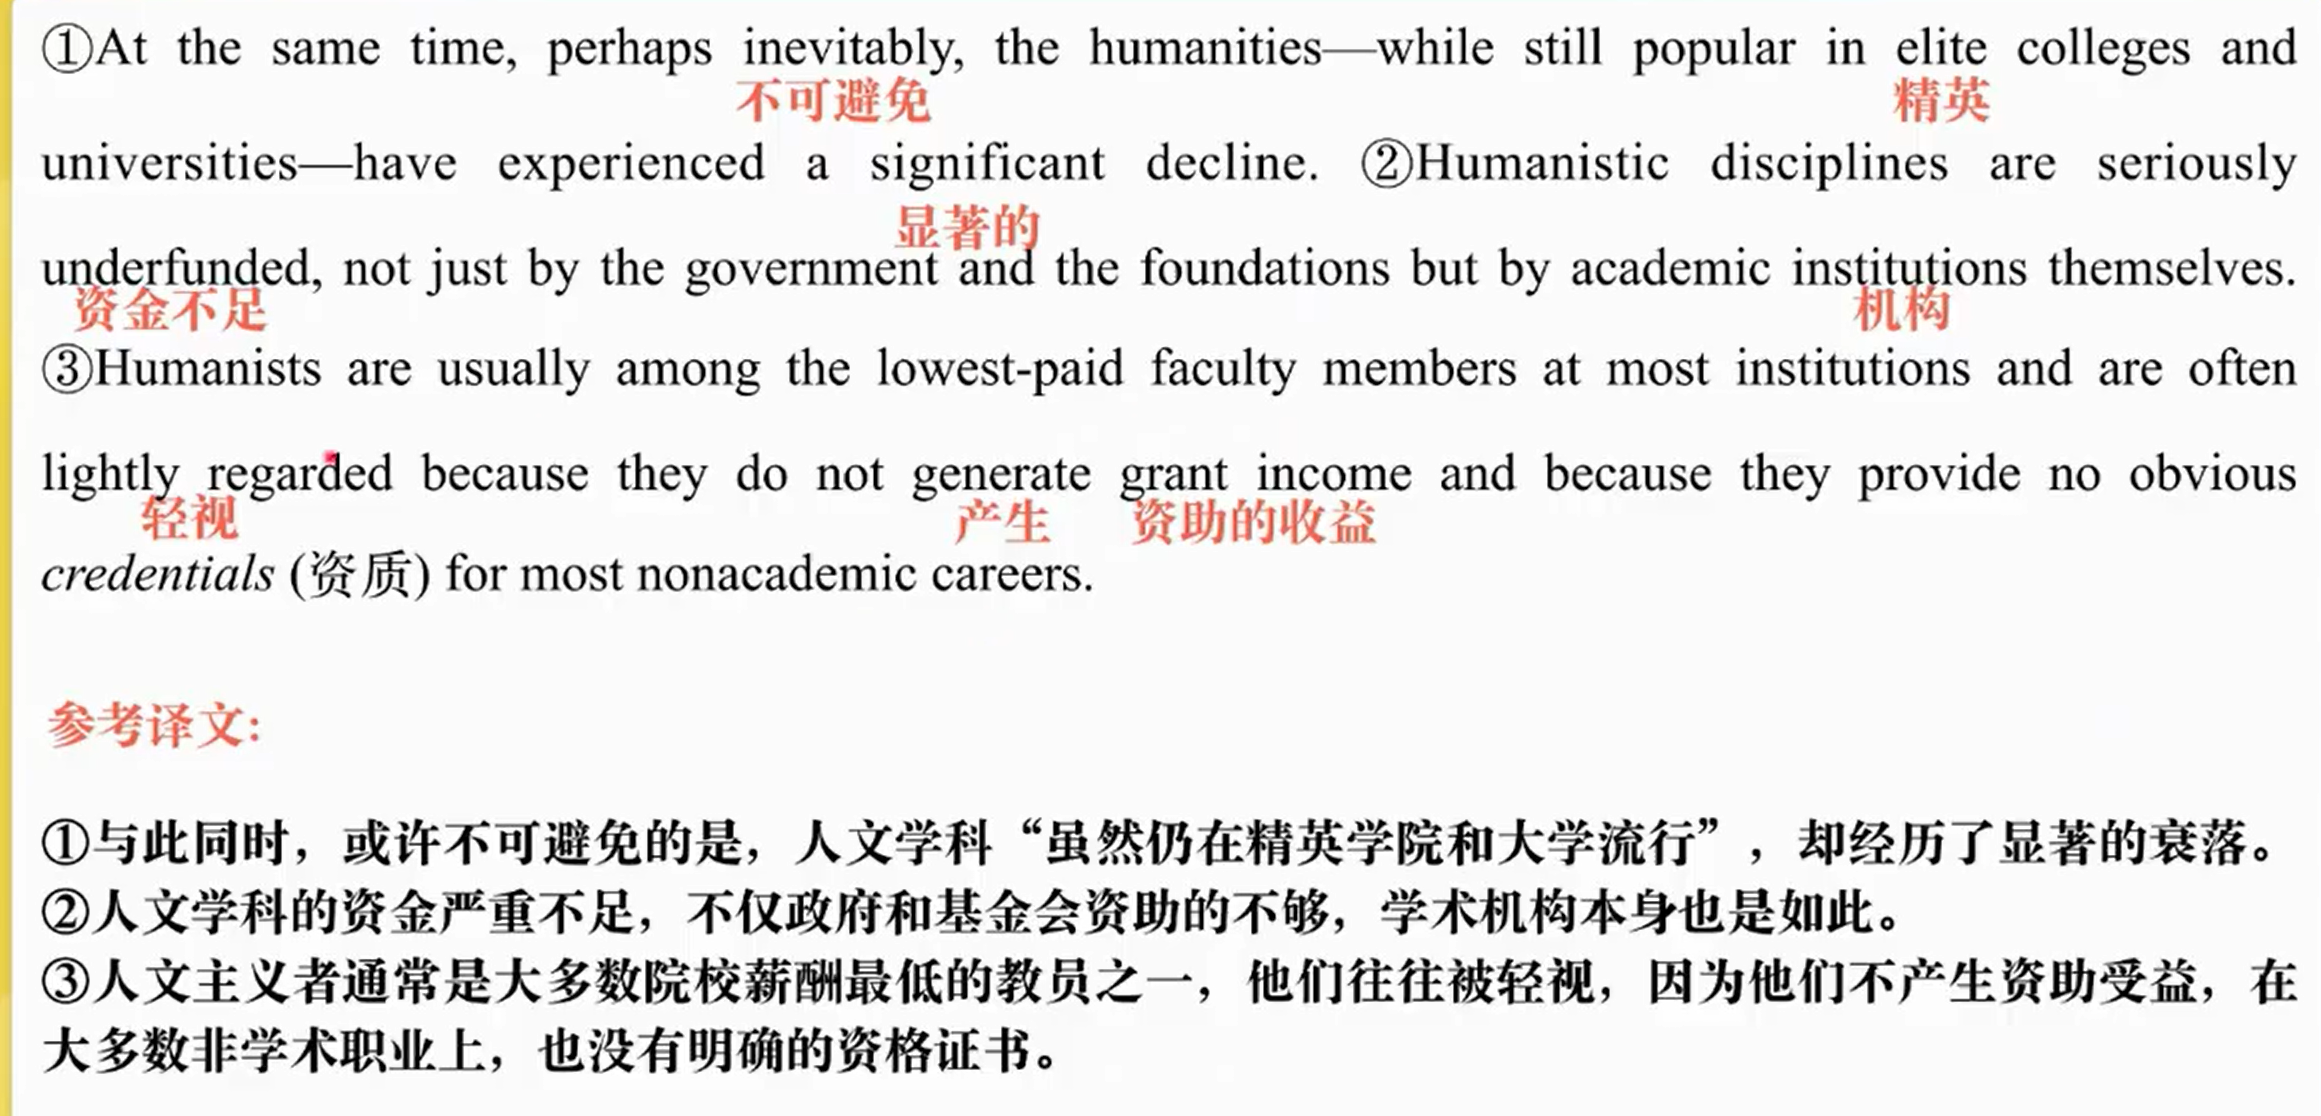 ①At the same time, perhaps inevitably, the humanities—while still popular in elite colleges and
不可避免 精英
universities—have experienced a significant decline. ②Humanistic disciplines are seriously
显著的
underfunded, not just by the government and the foundations but by academic institutions themselves.
资金不足 机构
③Humanists are usually among the lowest-paid faculty members at most institutions and are often
lightly regarded because they do not generate grant income and because they provide no obvious
轻视 产生 资助的收益
credentials (资质) for most nonacademic careers.
参考译文:
①与此同时，或许不可避免的是，人文学科“虽然仍在精英学院和大学流行”，却经历了显著的衰落。
②人文学科的资金严重不足，不仅政府和基金会资助的不够，学术机构本身也是如此。
③人文主义者通常是大多数院校薪酬最低的教员之一，他们往往被轻视，因为他们不产生资助受益，在
大多数非学术职业上，也没有明确的资格证书。